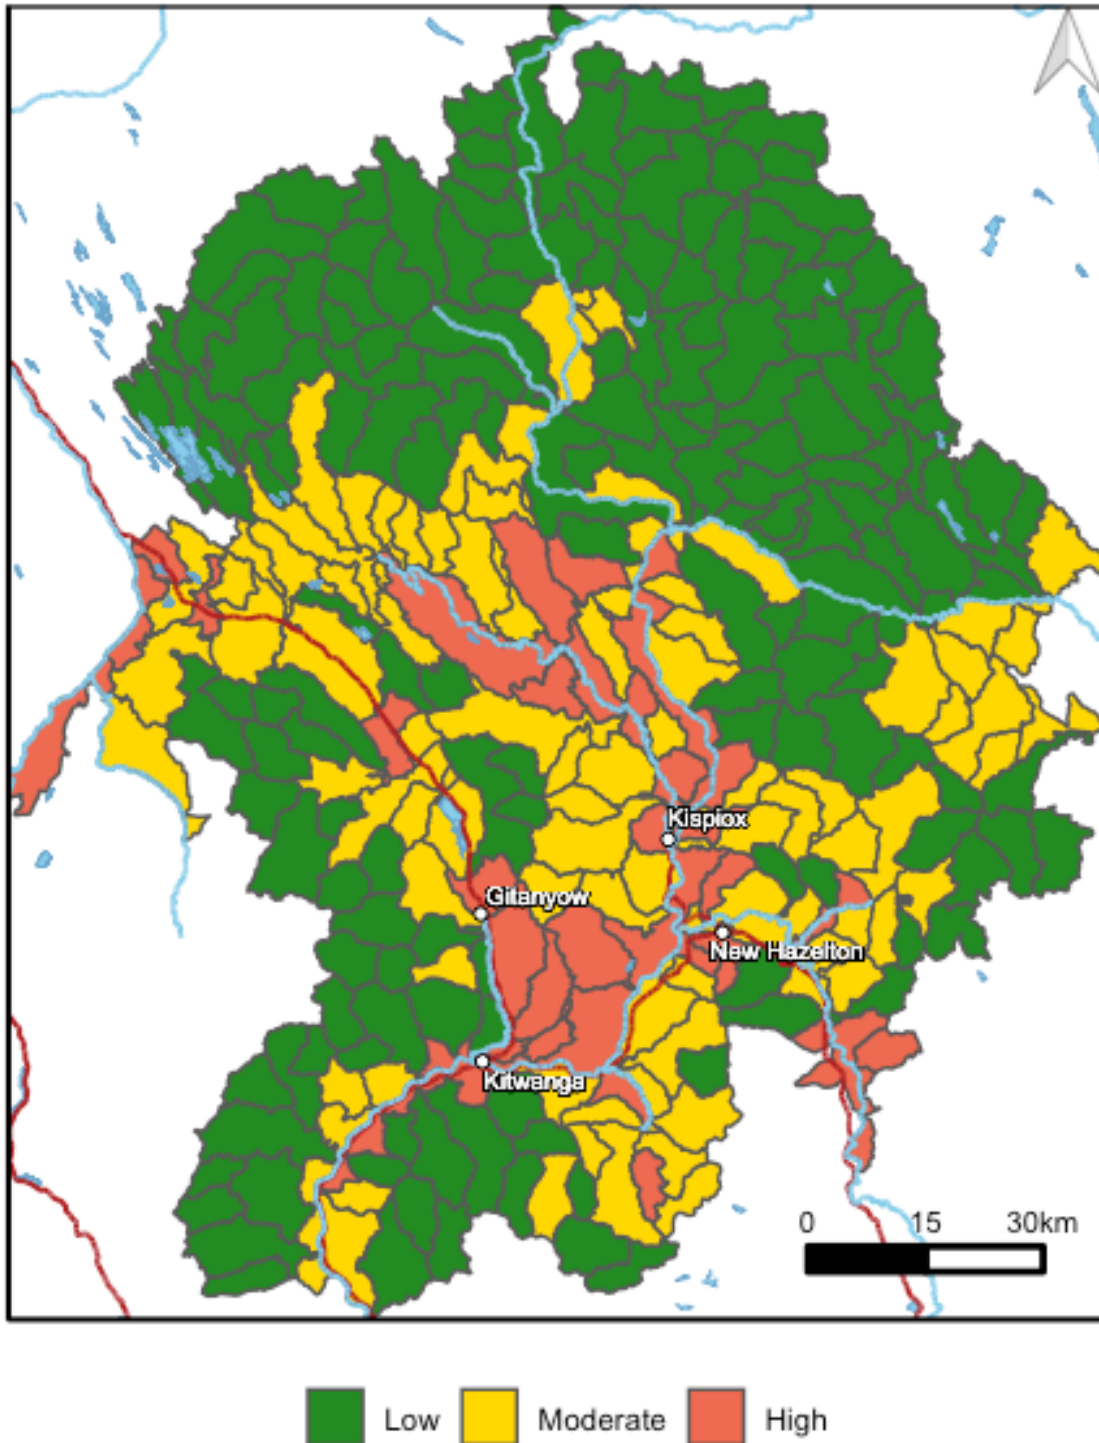 Kispiox
Gitanyow
New Hazelton
Kitwanga
0 15 30km
Low Moderate High